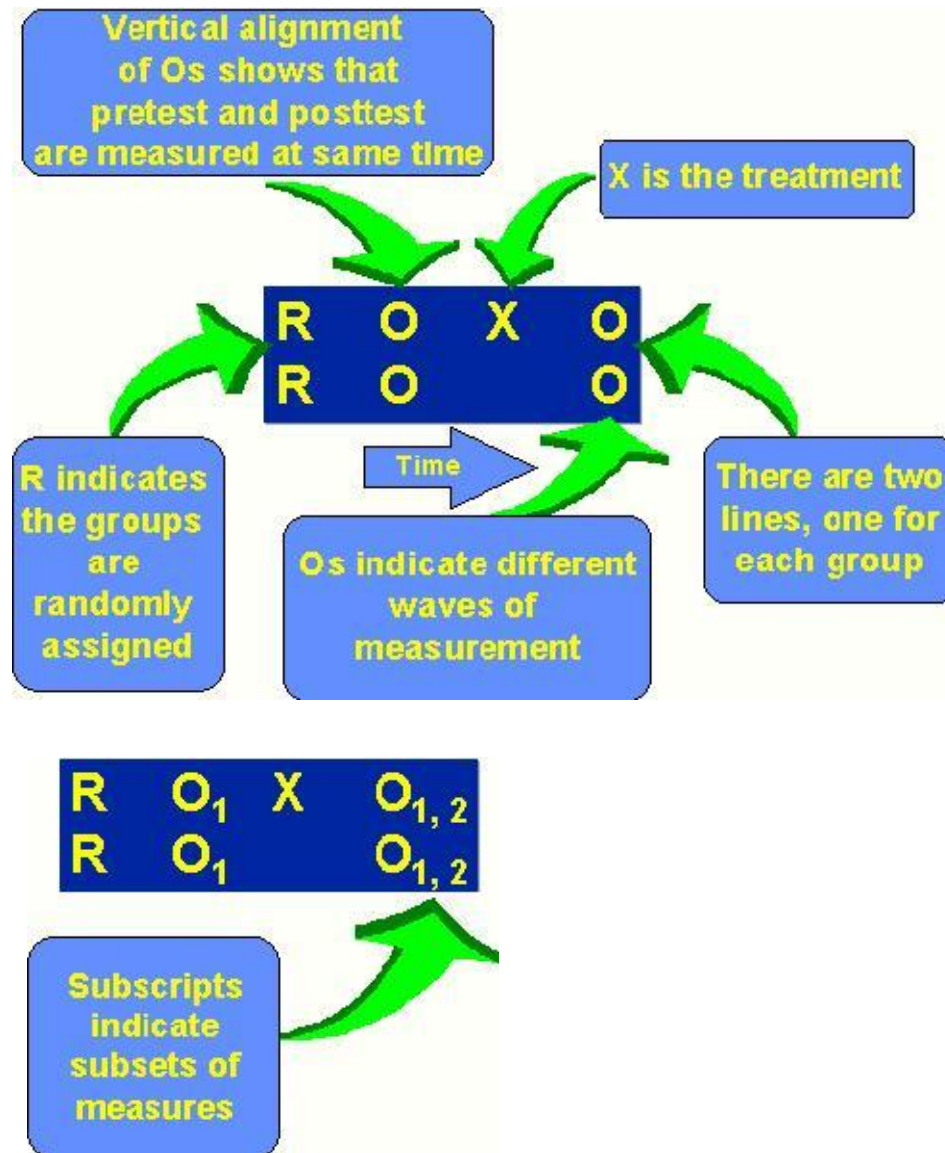 Vertical alignment
of Os shows that
pretest and posttest
are measured at same time
X is the treatment
R O X O
R O O
Time
R indicates
the groups
are
randomly
assigned
Os indicate different
waves of
measurement
There are two
lines, one for
each group
R O1 X O1, 2
R O1 O1, 2
Subscripts
indicate
subsets of
measures